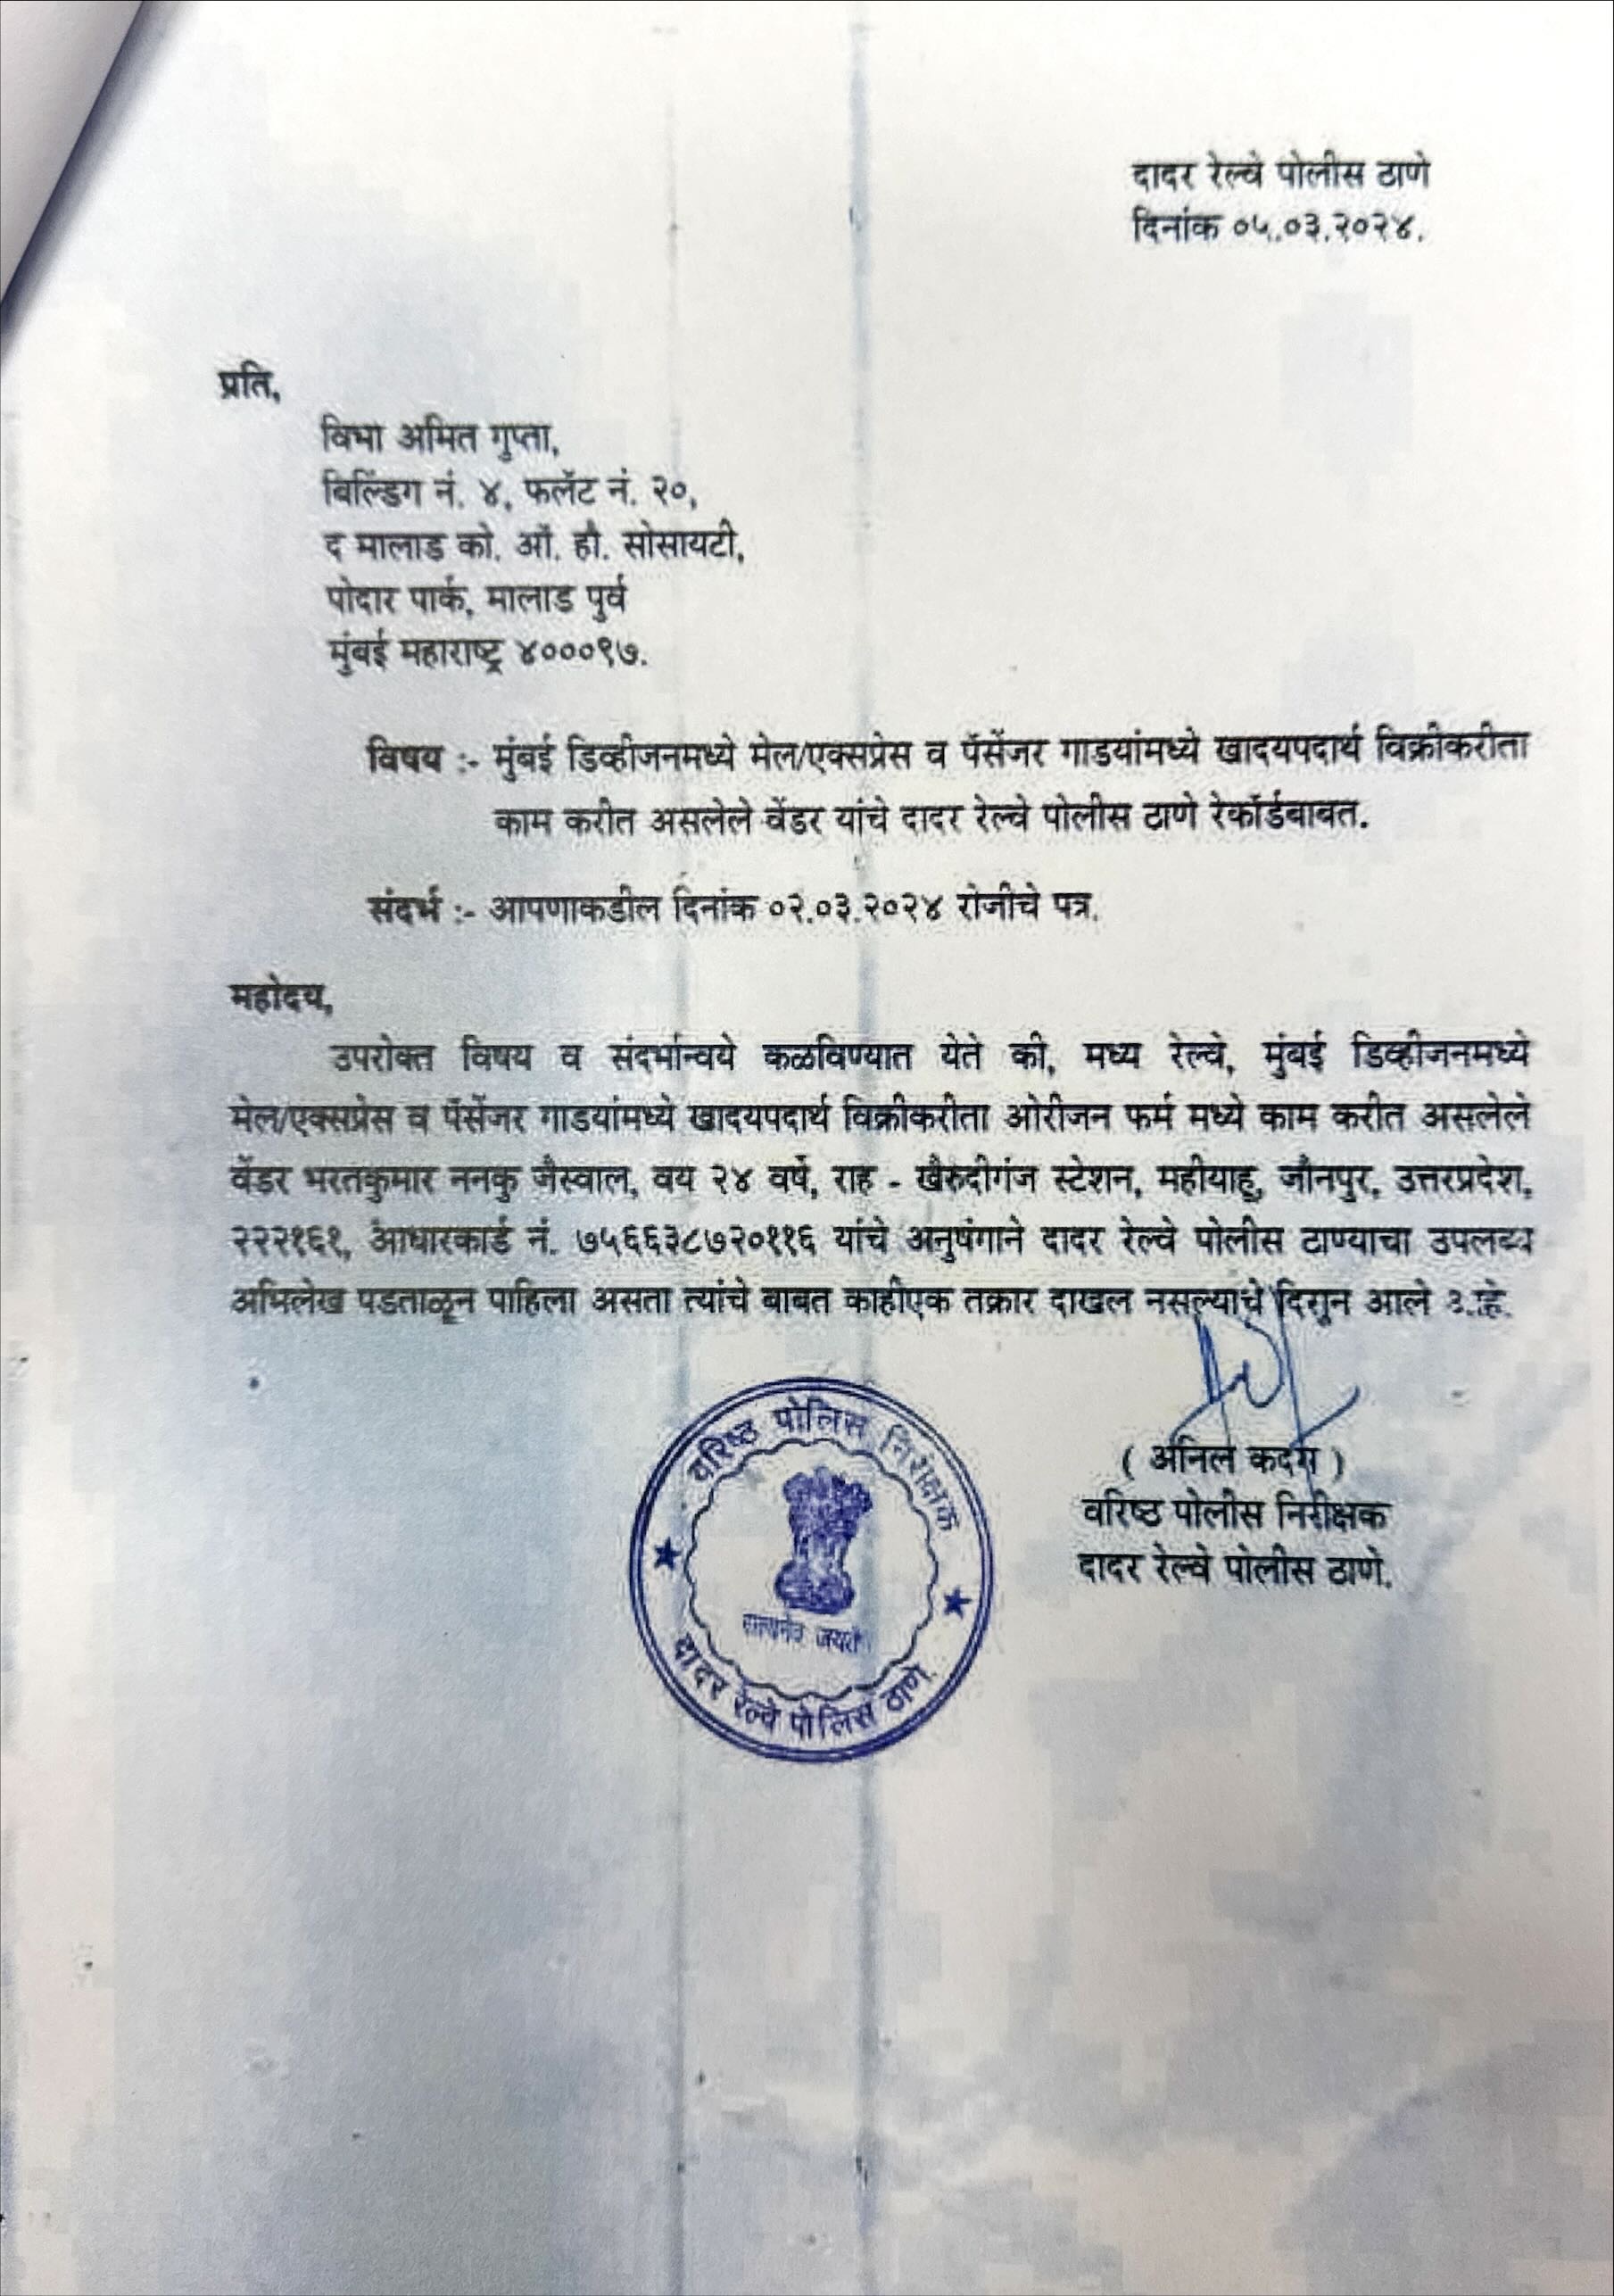 दादर रेल्वे पोलीस ठाणे
दिनांक ०५.०३.२०२४.
प्रति,
विभा अमित गुप्ता,
बिल्डिंग नं. ४, फलॅट नं. २०,
द मालाड को. ऑ. हौ. सोसायटी,
पोदार पार्क, मालाड पुर्व
मुंबई महाराष्ट्र ४०००९७.
विषय :- मुंबई डिव्हीजनमध्ये मेल/एक्सप्रेस व पॅसेंजर गाडयांमध्ये खादयपदार्थ विक्रीकरीता
काम करीत असलेले वेंडर यांचे दादर रेल्वे पोलीस ठाणे रेकॉर्डबाबत.
संदर्भ :- आपणाकडील दिनांक ०२.०३.२०२४ रोजीचे पत्र.
महोदय,
उपरोक्त विषय व संदर्भान्वये कळविण्यात येते की, मध्य रेल्वे, मुंबई डिव्हीजनमध्ये
मेल/एक्सप्रेस व पॅसेंजर गाडयांमध्ये खादयपदार्थ विक्रीकरीता ओरीजन फर्म मध्ये काम करीत असलेले
वेंडर भरतकुमार ननकु जैस्वाल, वय २४ वर्षे, राह - खैरुदीगंज स्टेशन, महीयाहू, जौनपुर, उत्तरप्रदेश,
२२२१६१, आधारकार्ड नं. ७५६६३८७२०११६ यांचे अनुषंगाने दादर रेल्वे पोलीस ठाण्याचा उपलब्ध
अभिलेख पडताळून पाहिला असता त्यांचे बाबत काहीएक तक्रार दाखल नसल्याचे दिसून आले आहे.
( अनिल कदम )
वरिष्ठ पोलीस निरीक्षक
दादर रेल्वे पोलीस ठाणे.
वरिष्ठ पोलिस निरीक्षक
सत्यमेव जयते
दादर रेल्वे पोलिस ठाणे